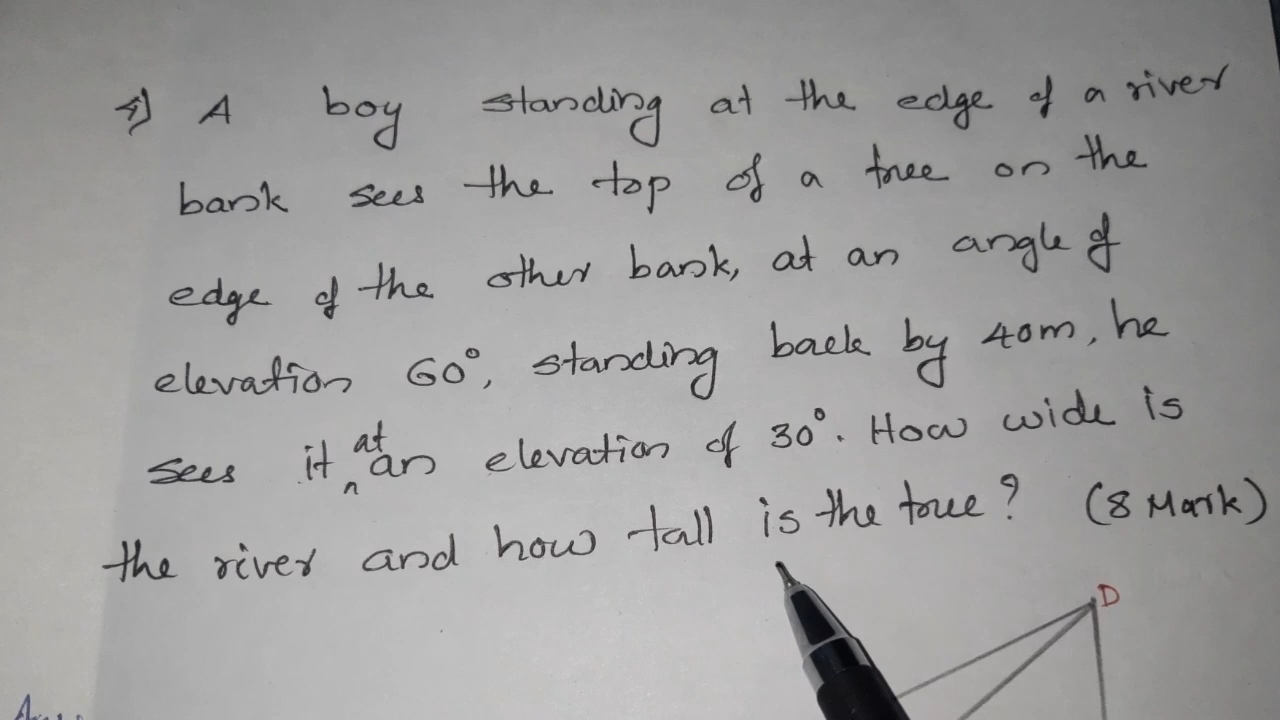 4) A boy standing at the edge of a river
bank sees the top of a tree on the
edge of the other bank, at an angle of
elevation 60°, standing back by 40m, he
sees it at an elevation of 30°. How wide is
the river and how tall is the tree? (8 Mark)
D